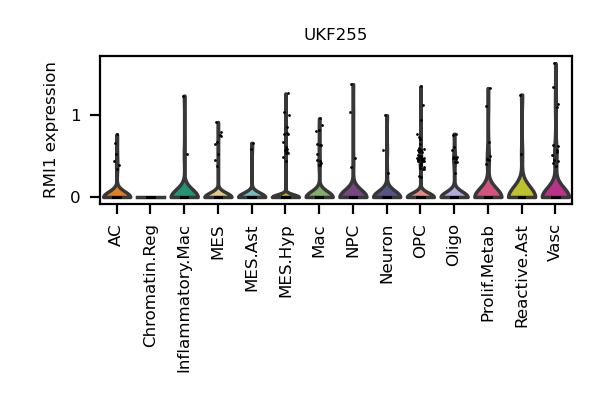 UKF255
RMI1 expression
1
0
AC
Chromatin.Reg
Inflammatory.Mac
MES
MES.Ast
MES.Hyp
Mac
NPC
Neuron
OPC
Oligo
Prolif.Metab
Reactive.Ast
Vasc